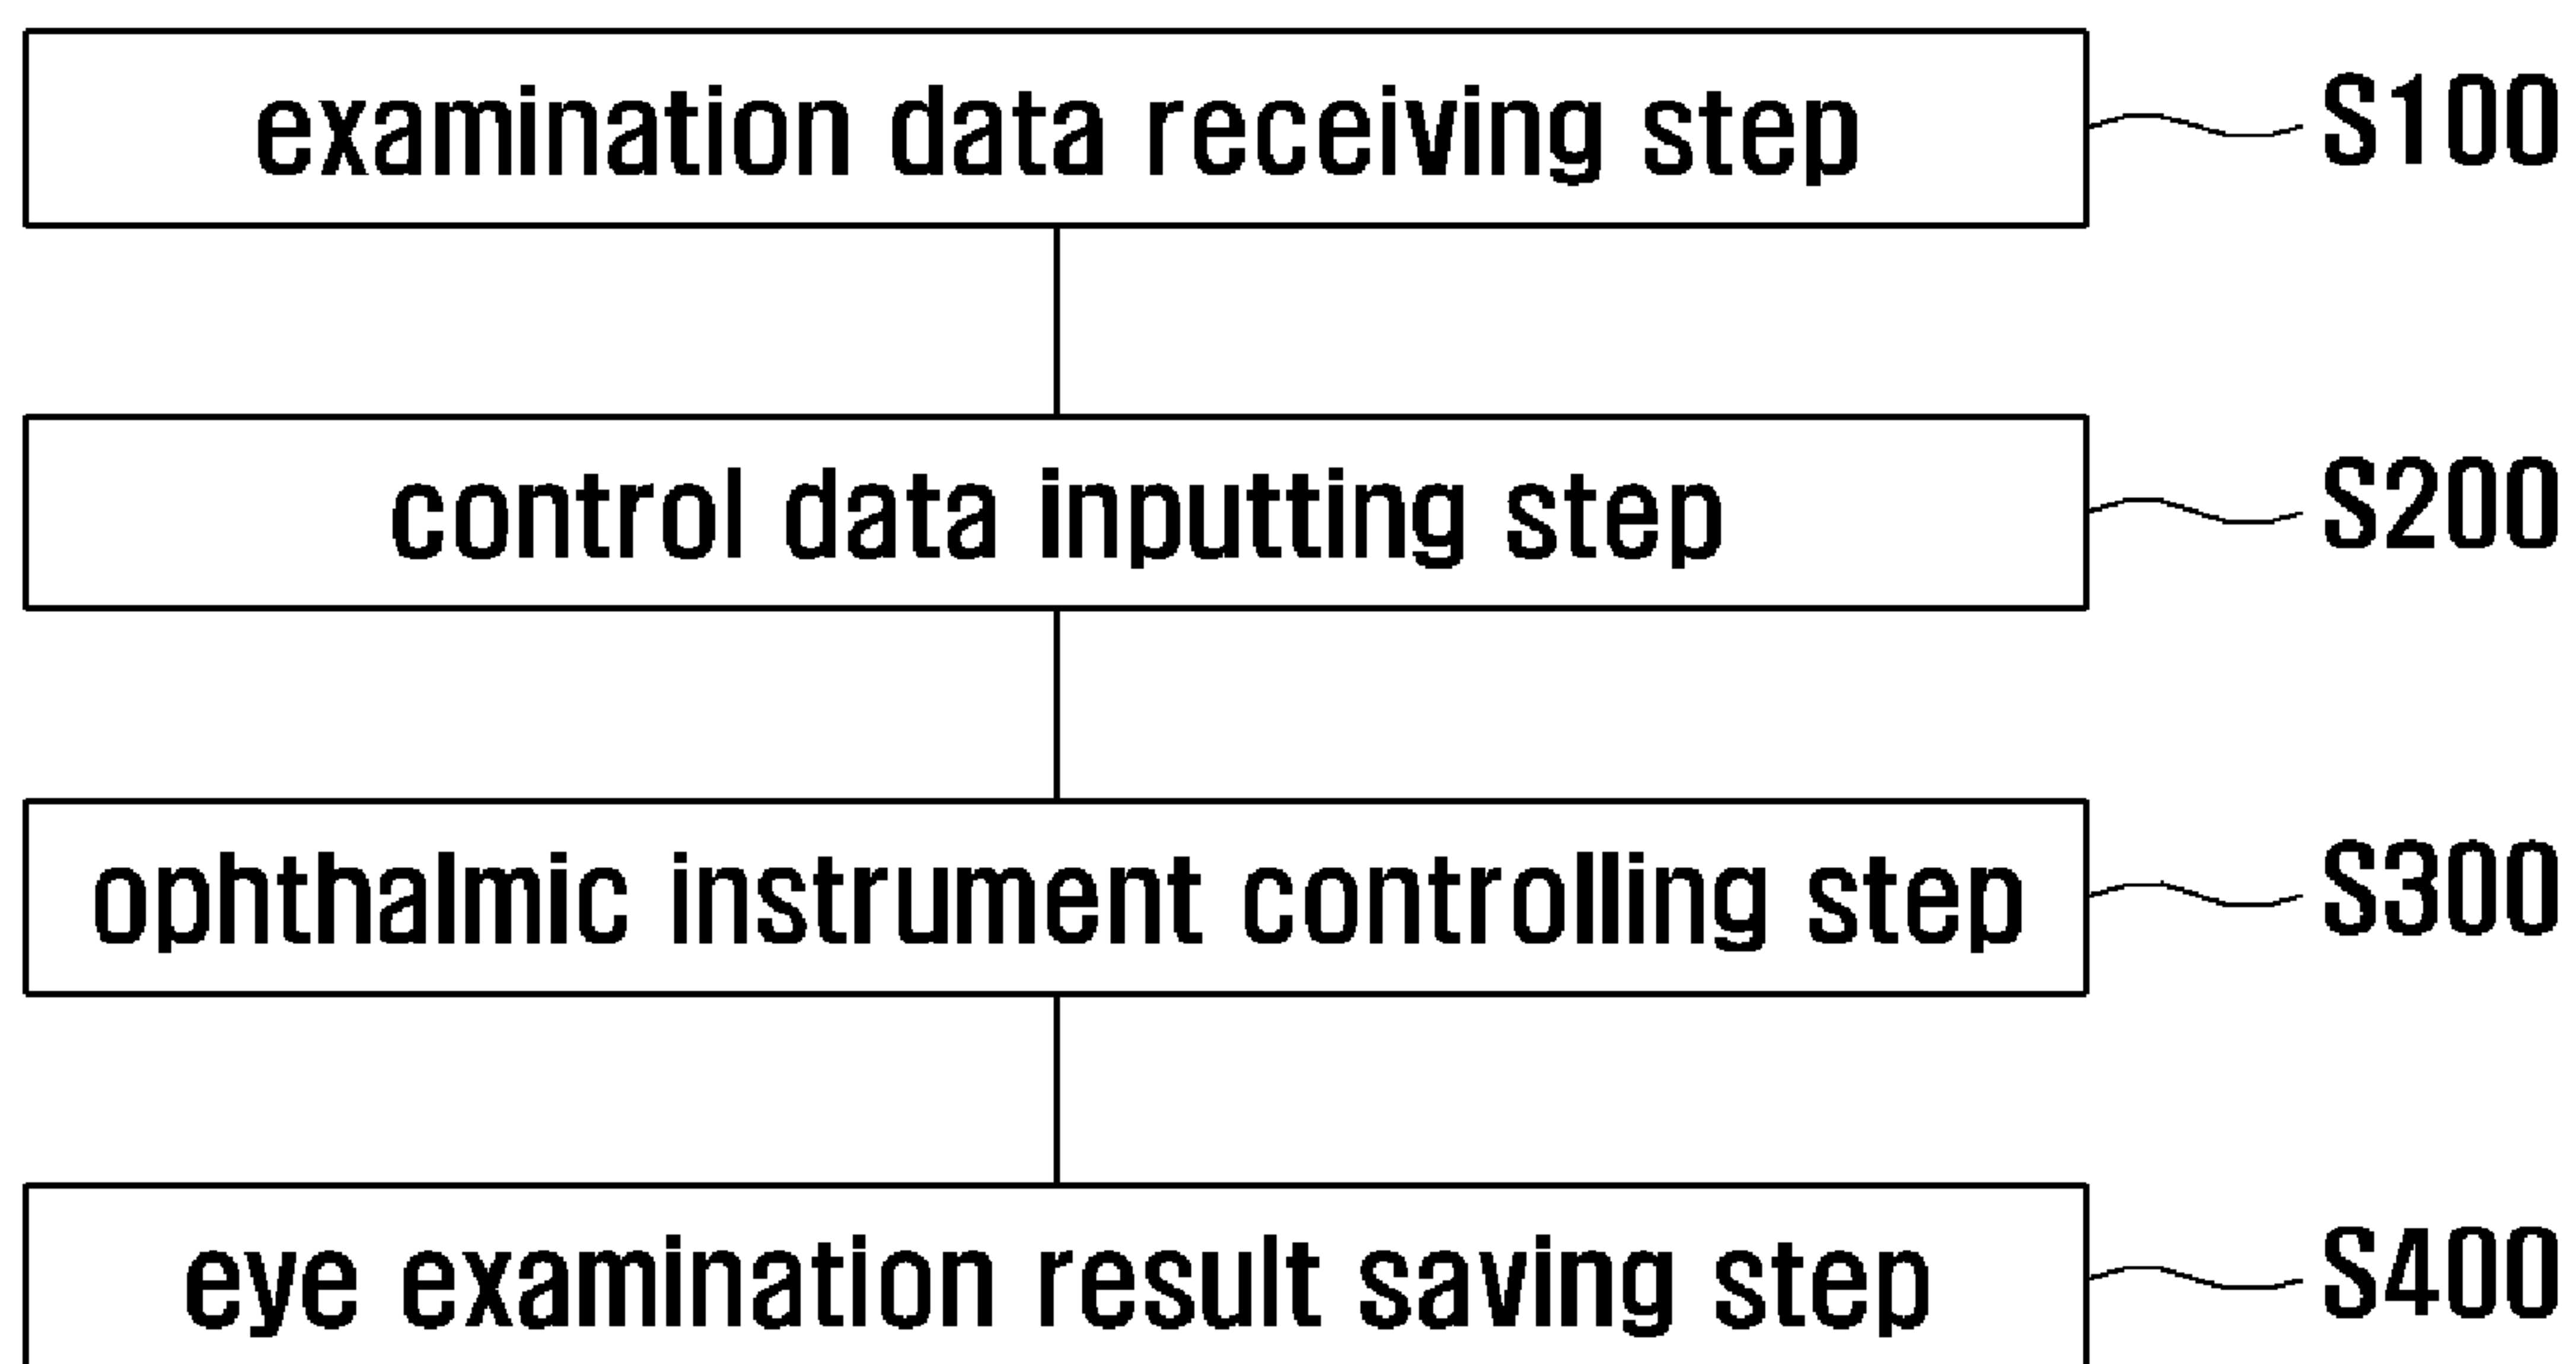 examination data receiving step S100
control data inputting step S200
ophthalmic instrument controlling step S300
eye examination result saving step S400